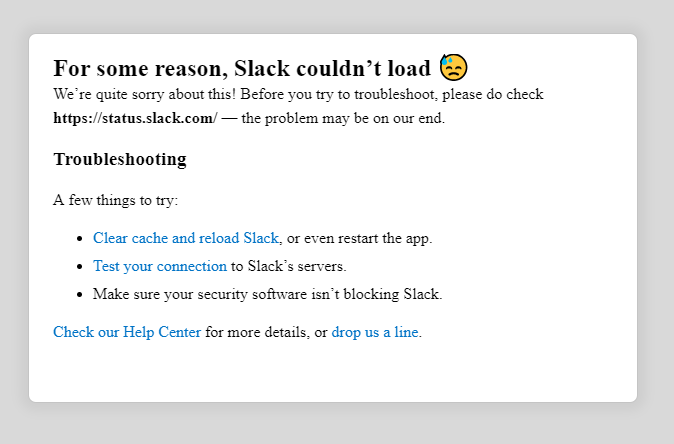 For some reason, Slack couldn’t load 😓
We’re quite sorry about this! Before you try to troubleshoot, please do check
https://status.slack.com/ — the problem may be on our end.
Troubleshooting
A few things to try:
• Clear cache and reload Slack, or even restart the app.
• Test your connection to Slack’s servers.
• Make sure your security software isn’t blocking Slack.
Check our Help Center for more details, or drop us a line.